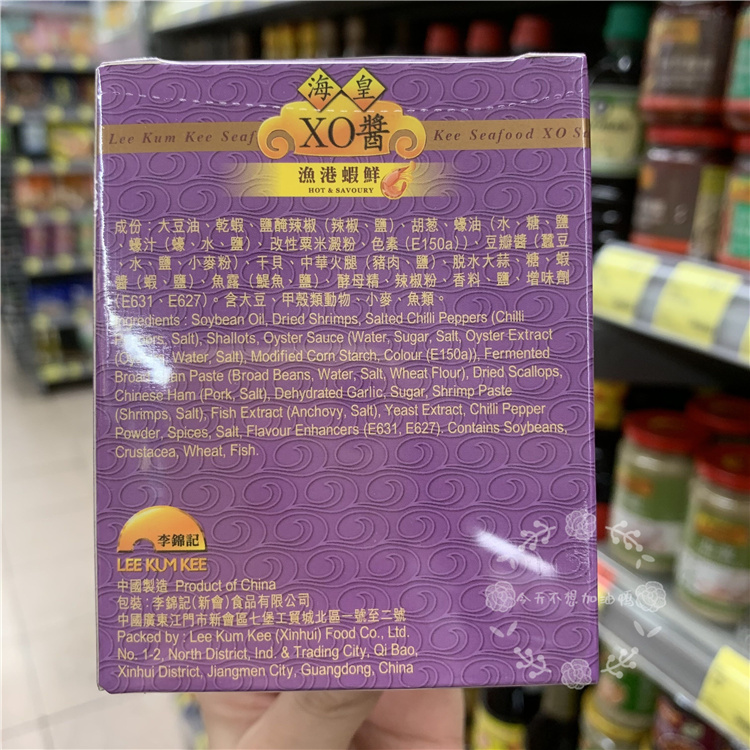 海皇
XO醬
Lee Kum Kee Seaf
Kee Seafood XO Sa
漁港蝦鮮
HOT & SAVOURY
成份：大豆油、乾蝦、鹽醃辣椒（辣椒、鹽）、胡葱、蠔油（水、糖、鹽
、蠔汁（蠔、水、鹽）、改性粟米澱粉、色素（E150a））、豆瓣醬（蠶豆
、水、鹽、小麥粉）、干貝、中華火腿（豬肉、鹽）、脫水大蒜、糖、蝦
醬（蝦、鹽）、魚露（鯷魚、鹽）、酵母精、辣椒粉、香料、鹽、增味劑
（E631、E627）。含大豆、甲殼類動物、小麥、魚類。
Ingredients : Soybean Oil, Dried Shrimps, Salted Chilli Peppers (Chilli
Peppers, Salt), Shallots, Oyster Sauce (Water, Sugar, Salt, Oyster Extract
(Oyster, Water, Salt), Modified Corn Starch, Colour (E150a)), Fermented
Broad Bean Paste (Broad Beans, Water, Salt, Wheat Flour), Dried Scallops,
Chinese Ham (Pork, Salt), Dehydrated Garlic, Sugar, Shrimp Paste
(Shrimps, Salt), Fish Extract (Anchovy, Salt), Yeast Extract, Chilli Pepper
Powder, Spices, Salt, Flavour Enhancers (E631, E627). Contains Soybeans,
Crustacea, Wheat, Fish.
李錦記
LEE KUM KEE
中國製造 Product of China
包裝：李錦記（新會）食品有限公司
中國廣東江門市新會區七堡工貿城北區一號至二號
Packed by : Lee Kum Kee (Xinhui) Food Co., Ltd.
No. 1-2, North District, Ind. & Trading City, Qi Bao,
Xinhui District, Jiangmen City, Guangdong, China
今天不想加油鸭